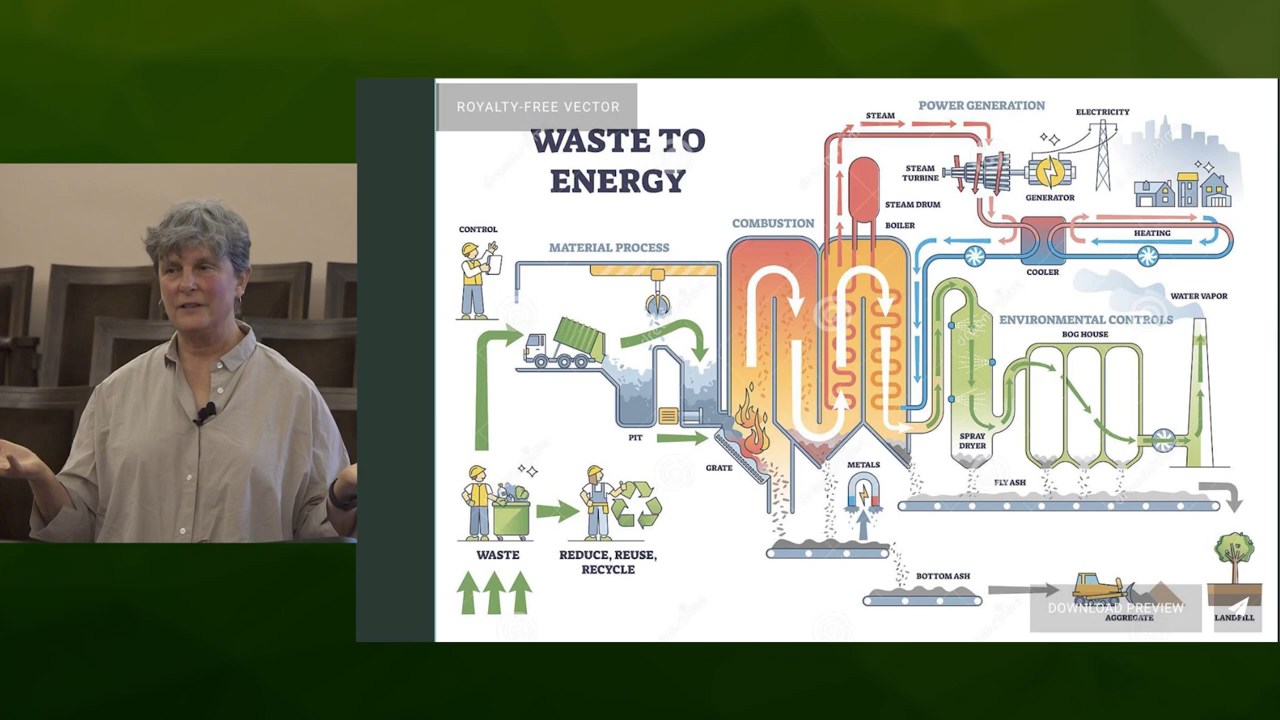 ROYALTY-FREE VECTOR
WASTE TO
ENERGY
POWER GENERATION
STEAM
ELECTRICITY
STEAM
TURBINE
GENERATOR
STEAM DRUM
CONTROL
COMBUSTION
BOILER
HEATING
MATERIAL PROCESS
COOLER
WATER VAPOR
ENVIRONMENTAL CONTROLS
BOG HOUSE
PIT
SPRAY
DRYER
GRATE
METALS
FLY ASH
WASTE
REDUCE, REUSE,
RECYCLE
BOTTOM ASH
DOWNLOAD PREVIEW
AGGREGATE
LANDFILL